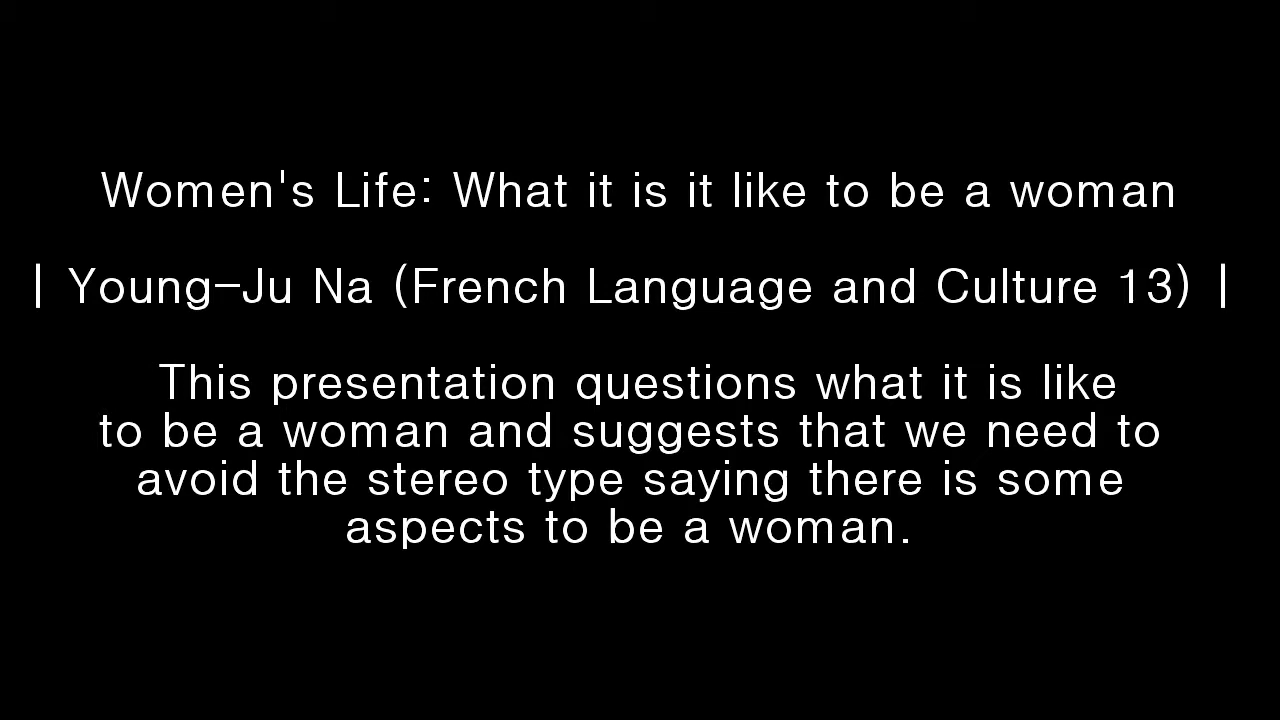 Women's Life: What it is it like to be a woman
| Young-Ju Na (French Language and Culture 13) |
This presentation questions what it is like
to be a woman and suggests that we need to
avoid the stereo type saying there is some
aspects to be a woman.